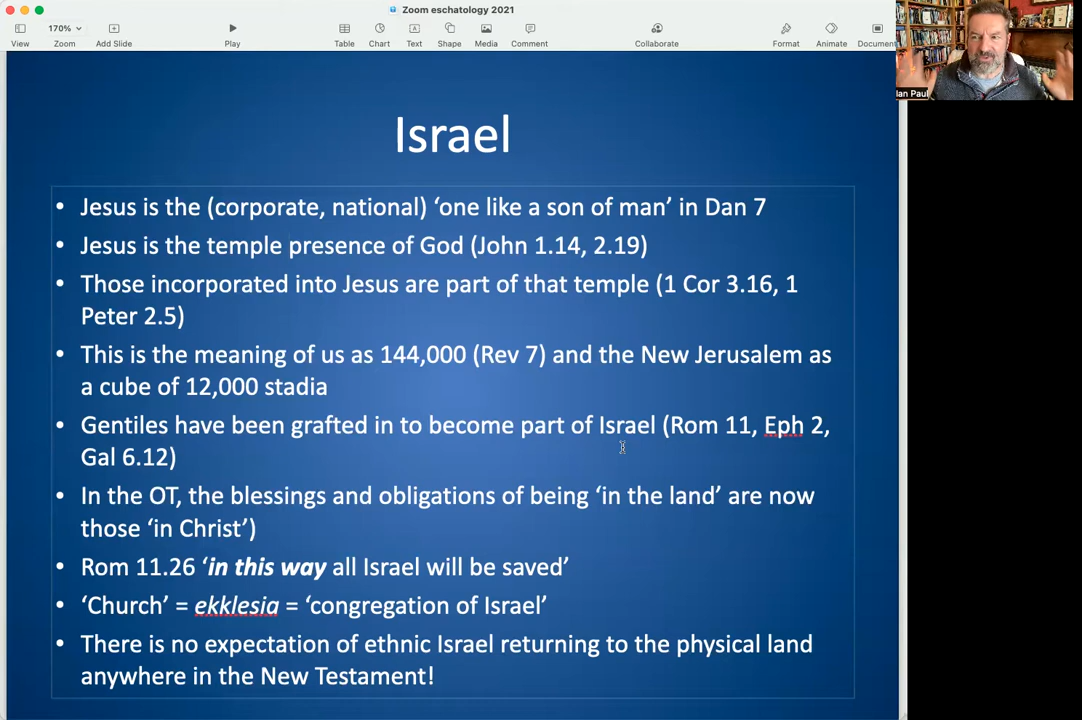 Zoom eschatology 2021
170%
View
Zoom
Add Slide
Play
Table
Chart
Text
Shape
Media
Comment
Collaborate
Format
Animate
Document
Ian Paul
Israel
• Jesus is the (corporate, national) ‘one like a son of man’ in Dan 7
• Jesus is the temple presence of God (John 1.14, 2.19)
• Those incorporated into Jesus are part of that temple (1 Cor 3.16, 1
Peter 2.5)
• This is the meaning of us as 144,000 (Rev 7) and the New Jerusalem as
a cube of 12,000 stadia
• Gentiles have been grafted in to become part of Israel (Rom 11, Eph 2,
Gal 6.12)
• In the OT, the blessings and obligations of being ‘in the land’ are now
those ‘in Christ’)
• Rom 11.26 ‘in this way all Israel will be saved’
• ‘Church’ = ekklesia = ‘congregation of Israel’
• There is no expectation of ethnic Israel returning to the physical land
anywhere in the New Testament!